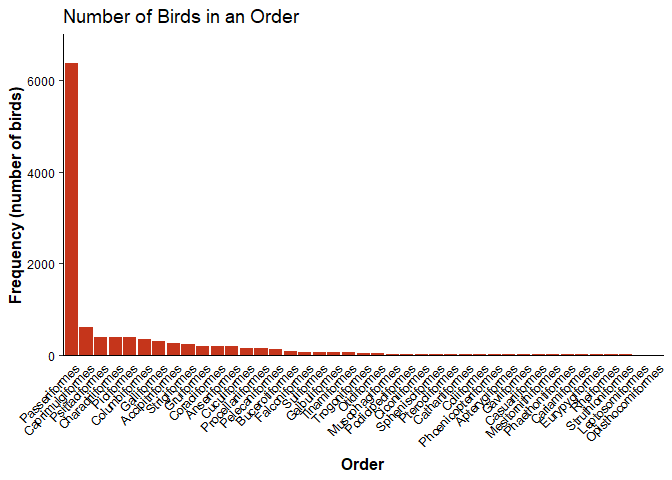 Number of Birds in an Order
Frequency (number of birds)
6000
4000
2000
0
Passeriformes
Caprimulgiformes
Psittaciformes
Charadriiformes
Piciformes
Columbiformes
Galliformes
Accipitriformes
Strigiformes
Gruiformes
Coraciiformes
Anseriformes
Cuculiformes
Procellariiformes
Pelecaniformes
Bucerotiformes
Falconiformes
Suliformes
Galbuliformes
Tinamiformes
Trogoniformes
Otidiformes
Musophagiformes
Podicipediformes
Ciconiiformes
Sphenisciformes
Pterocliformes
Cathartiformes
Coliiformes
Phoenicopteriformes
Apterygiformes
Gaviiformes
Casuariiformes
Mesitornithiformes
Phaethontiformes
Cariamiformes
Eurypygiformes
Rheiformes
Struthioniformes
Leptosomiformes
Opisthocomiformes
Order